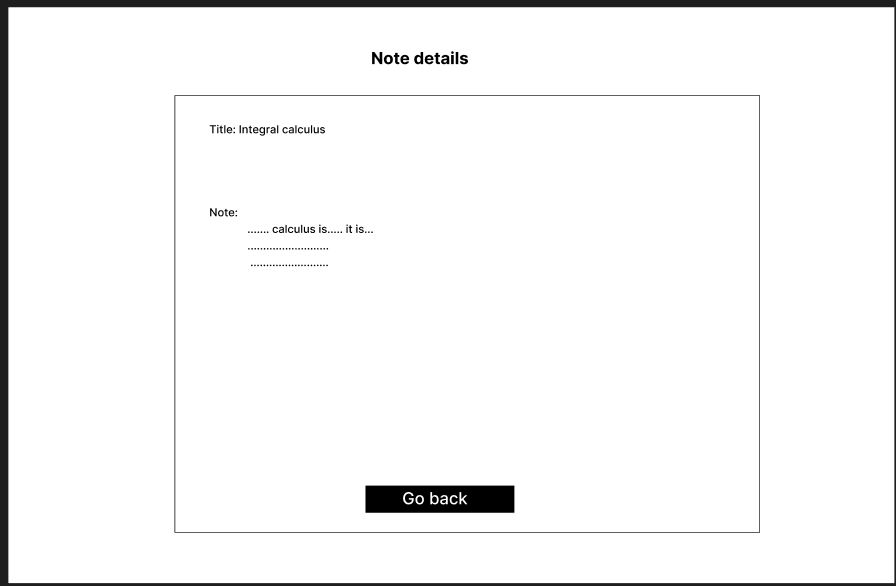 Note details
Title: Integral calculus
Note:
....... calculus is..... it is...
..........................
.........................
Go back